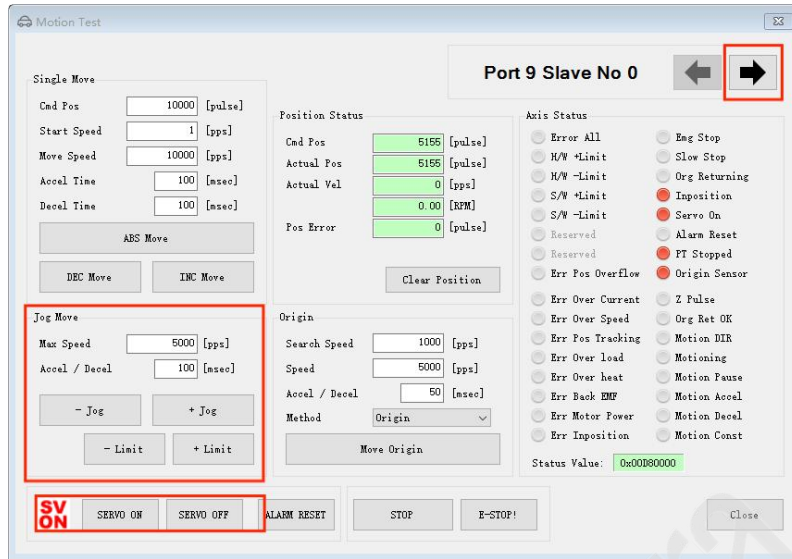 Motion Test
Port 9 Slave No 0
Single Move
Cmd Pos 10000 [pulse]
Start Speed 1 [pps]
Move Speed 10000 [pps]
Accel Time 100 [msec]
Decel Time 100 [msec]
ABS Move
DEC Move INC Move
Jog Move
Max Speed 5000 [pps]
Accel / Decel 100 [msec]
- Jog + Jog
- Limit + Limit
Position Status
Cmd Pos 5155 [pulse]
Actual Pos 5155 [pulse]
Actual Vel 0 [pps]
0.00 [RPM]
Pos Error 0 [pulse]
Clear Position
Origin
Search Speed 1000 [pps]
Speed 5000 [pps]
Accel / Decel 50 [msec]
Method Origin
Move Origin
Axis Status
Error All Emg Stop
H/W +Limit Slow Stop
H/W -Limit Org Returning
S/W +Limit Inposition
S/W -Limit Servo On
Reserved Alarm Reset
Reserved PT Stopped
Err Pos Overflow Origin Sensor
Err Over Current Z Pulse
Err Over Speed Org Ret OK
Err Pos Tracking Motion DIR
Err Over load Motioning
Err Over heat Motion Pause
Err Back EMF Motion Accel
Err Motor Power Motion Decel
Err Inposition Motion Const
Status Value: 0x00D80000
SV ON SERVO ON SERVO OFF ALARM RESET STOP E-STOP! Close